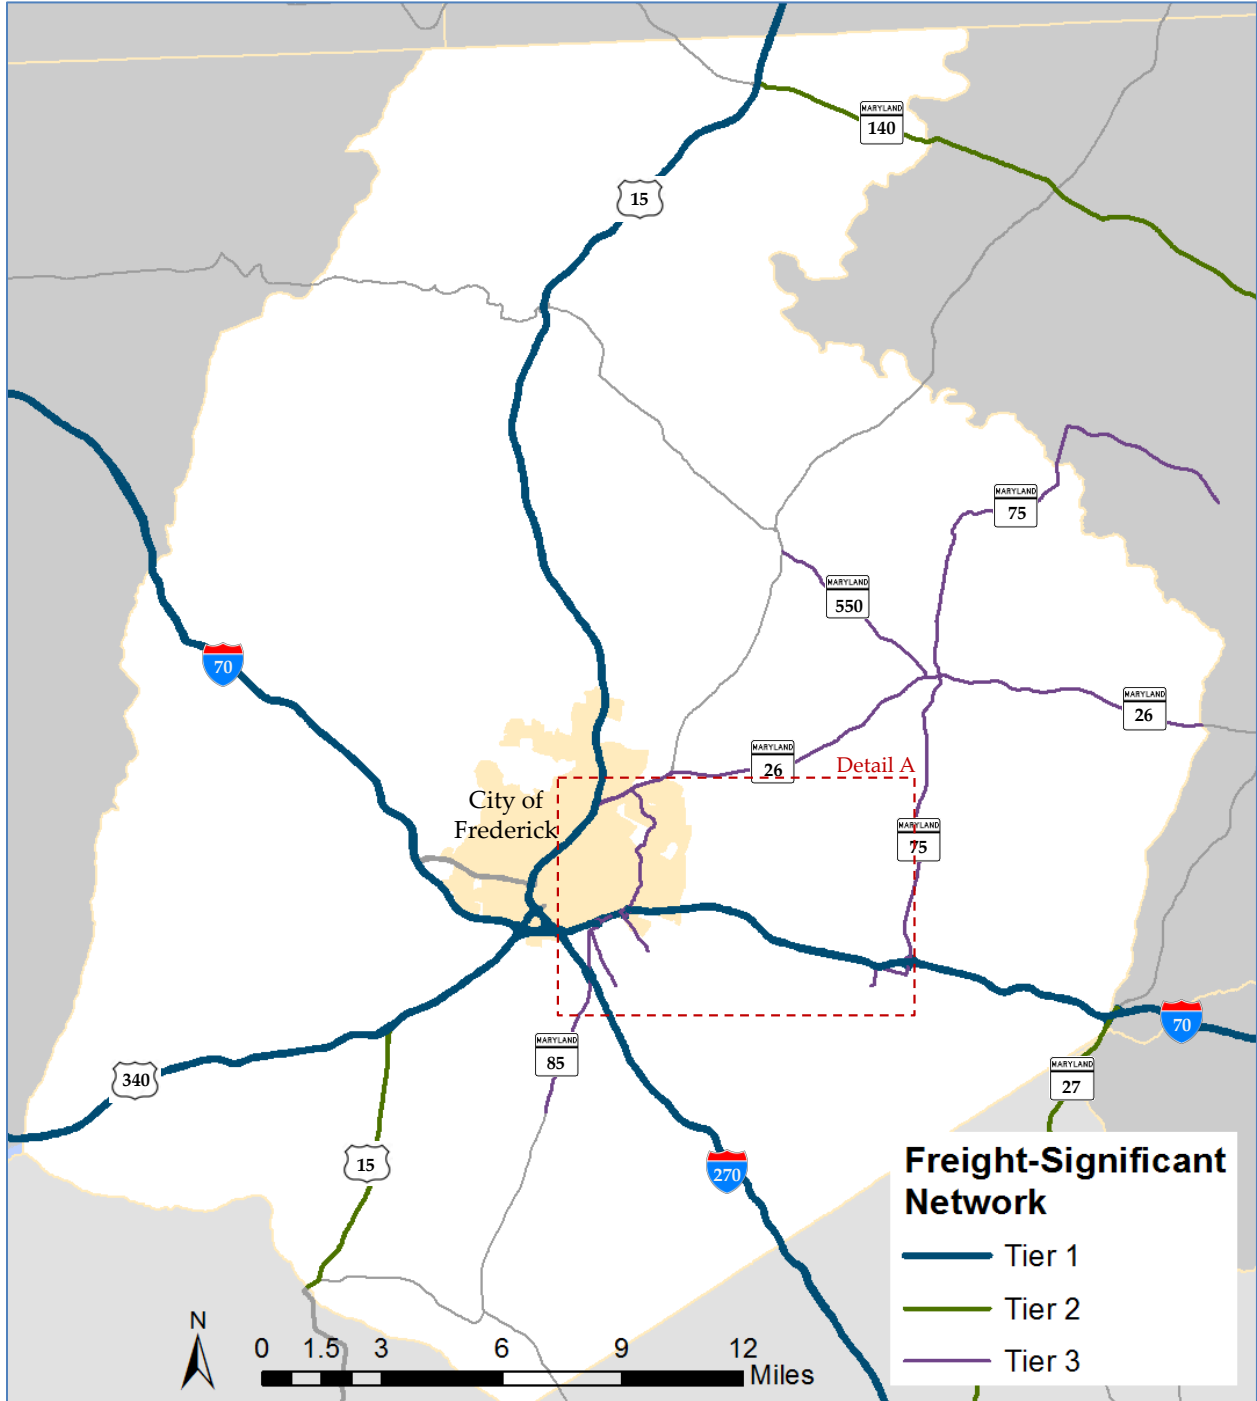 MARYLAND
140
15
MARYLAND
75
MARYLAND
550
70
MARYLAND
26
MARYLAND
26
Detail A
City of
Frederick
MARYLAND
75
70
MARYLAND
85
340
MARYLAND
27
15
270
Freight-Significant
Network
Tier 1
Tier 2
Tier 3
N
0 1.5 3 6 9 12
Miles